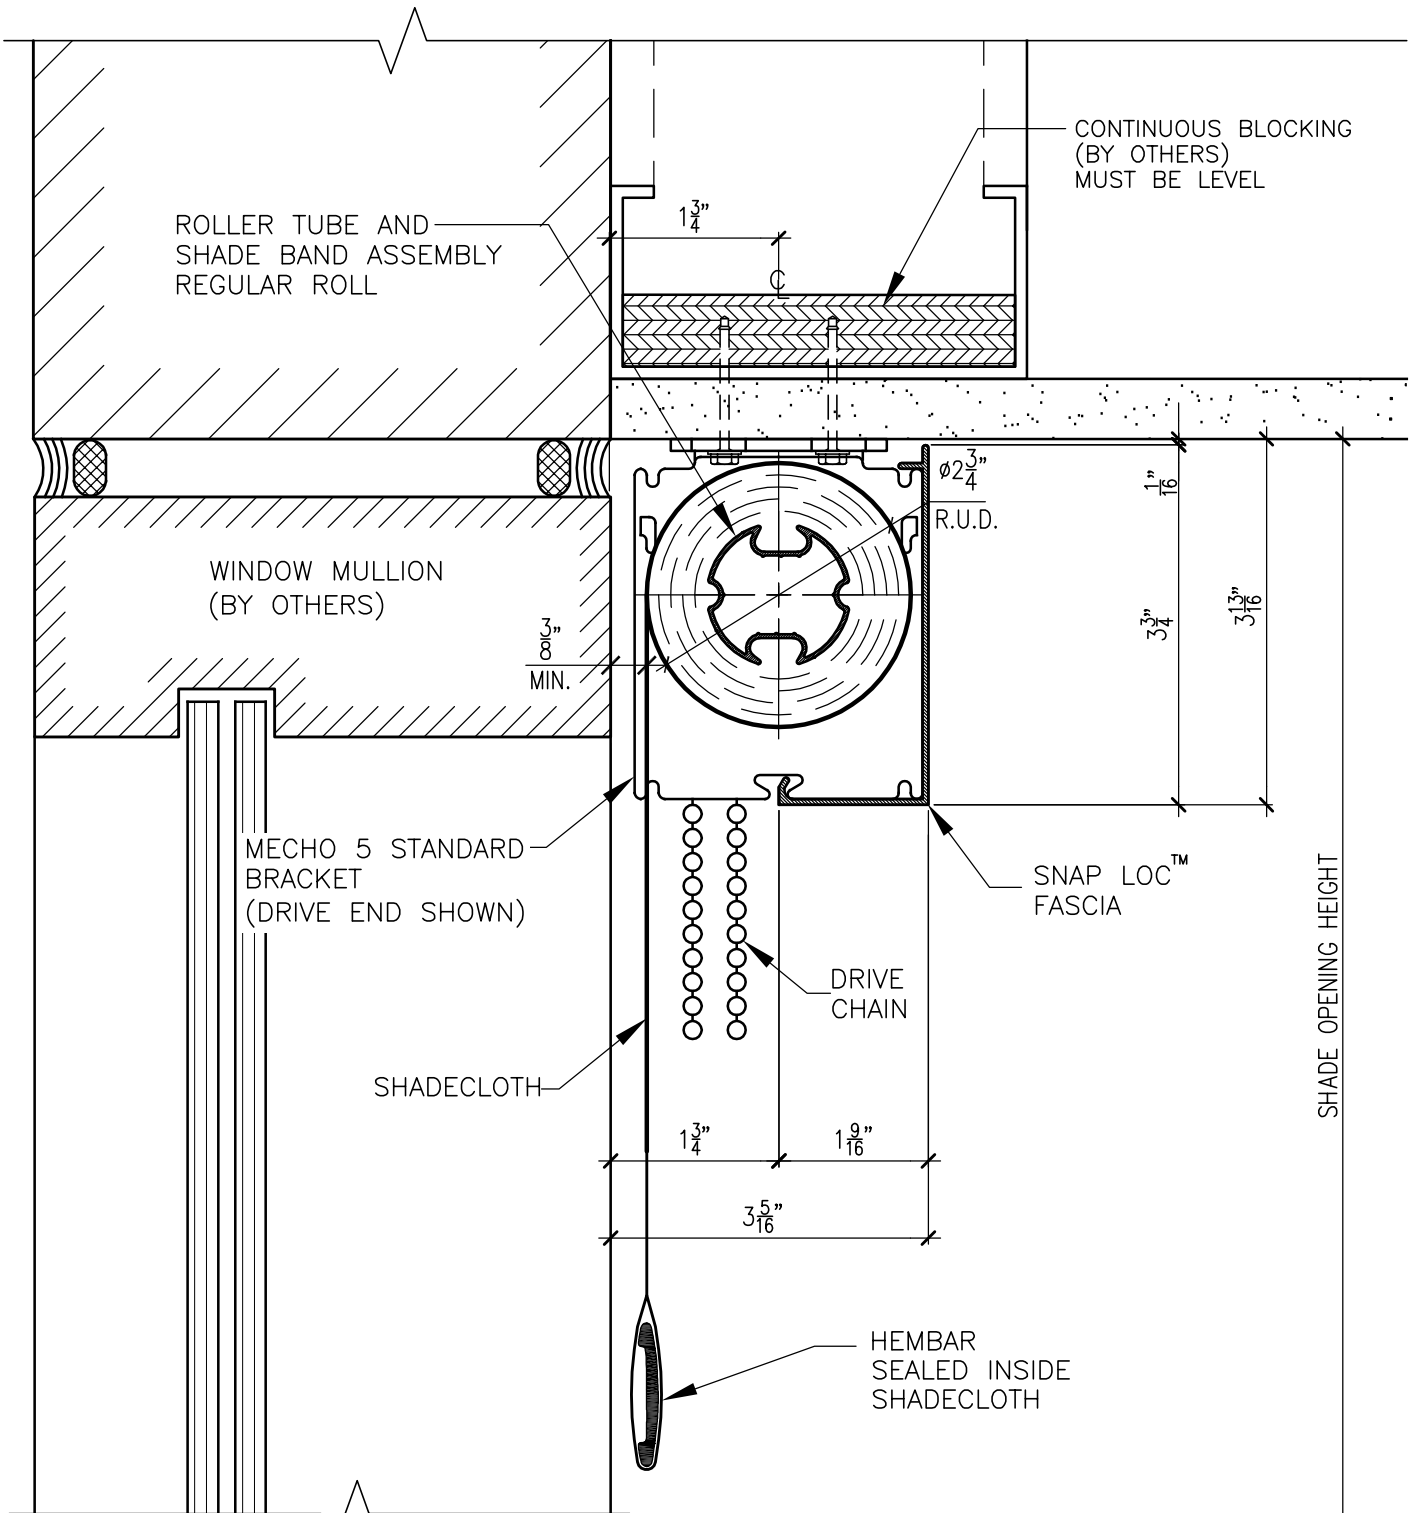 CONTINUOUS BLOCKING
(BY OTHERS)
MUST BE LEVEL
ROLLER TUBE AND
SHADE BAND ASSEMBLY
REGULAR ROLL
1 3/4"
CL
ø2 3/4"
R.U.D.
1/16"
WINDOW MULLION
(BY OTHERS)
3/8"
MIN.
3 3/4"
3 13/16"
MECHO 5 STANDARD
BRACKET
(DRIVE END SHOWN)
SNAP LOC™
FASCIA
SHADE OPENING HEIGHT
DRIVE
CHAIN
SHADECLOTH
1 3/4"
1 9/16"
3 5/16"
HEMBAR
SEALED INSIDE
SHADECLOTH